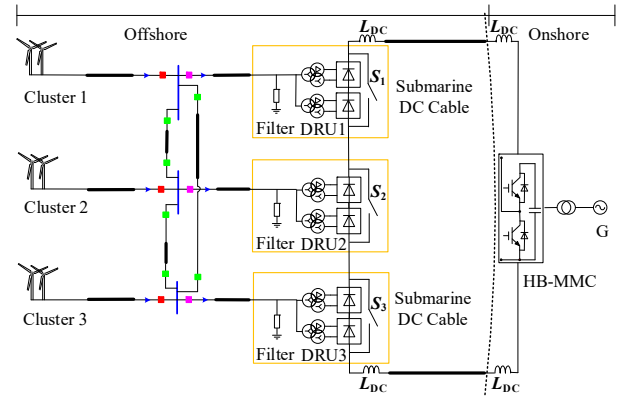 L_DC L_DC
Offshore Onshore
Cluster 1
S_1
Submarine
DC Cable
Filter DRU1
Cluster 2
S_2
Filter DRU2
G
HB-MMC
Cluster 3
S_3
Submarine
DC Cable
Filter DRU3
L_DC L_DC